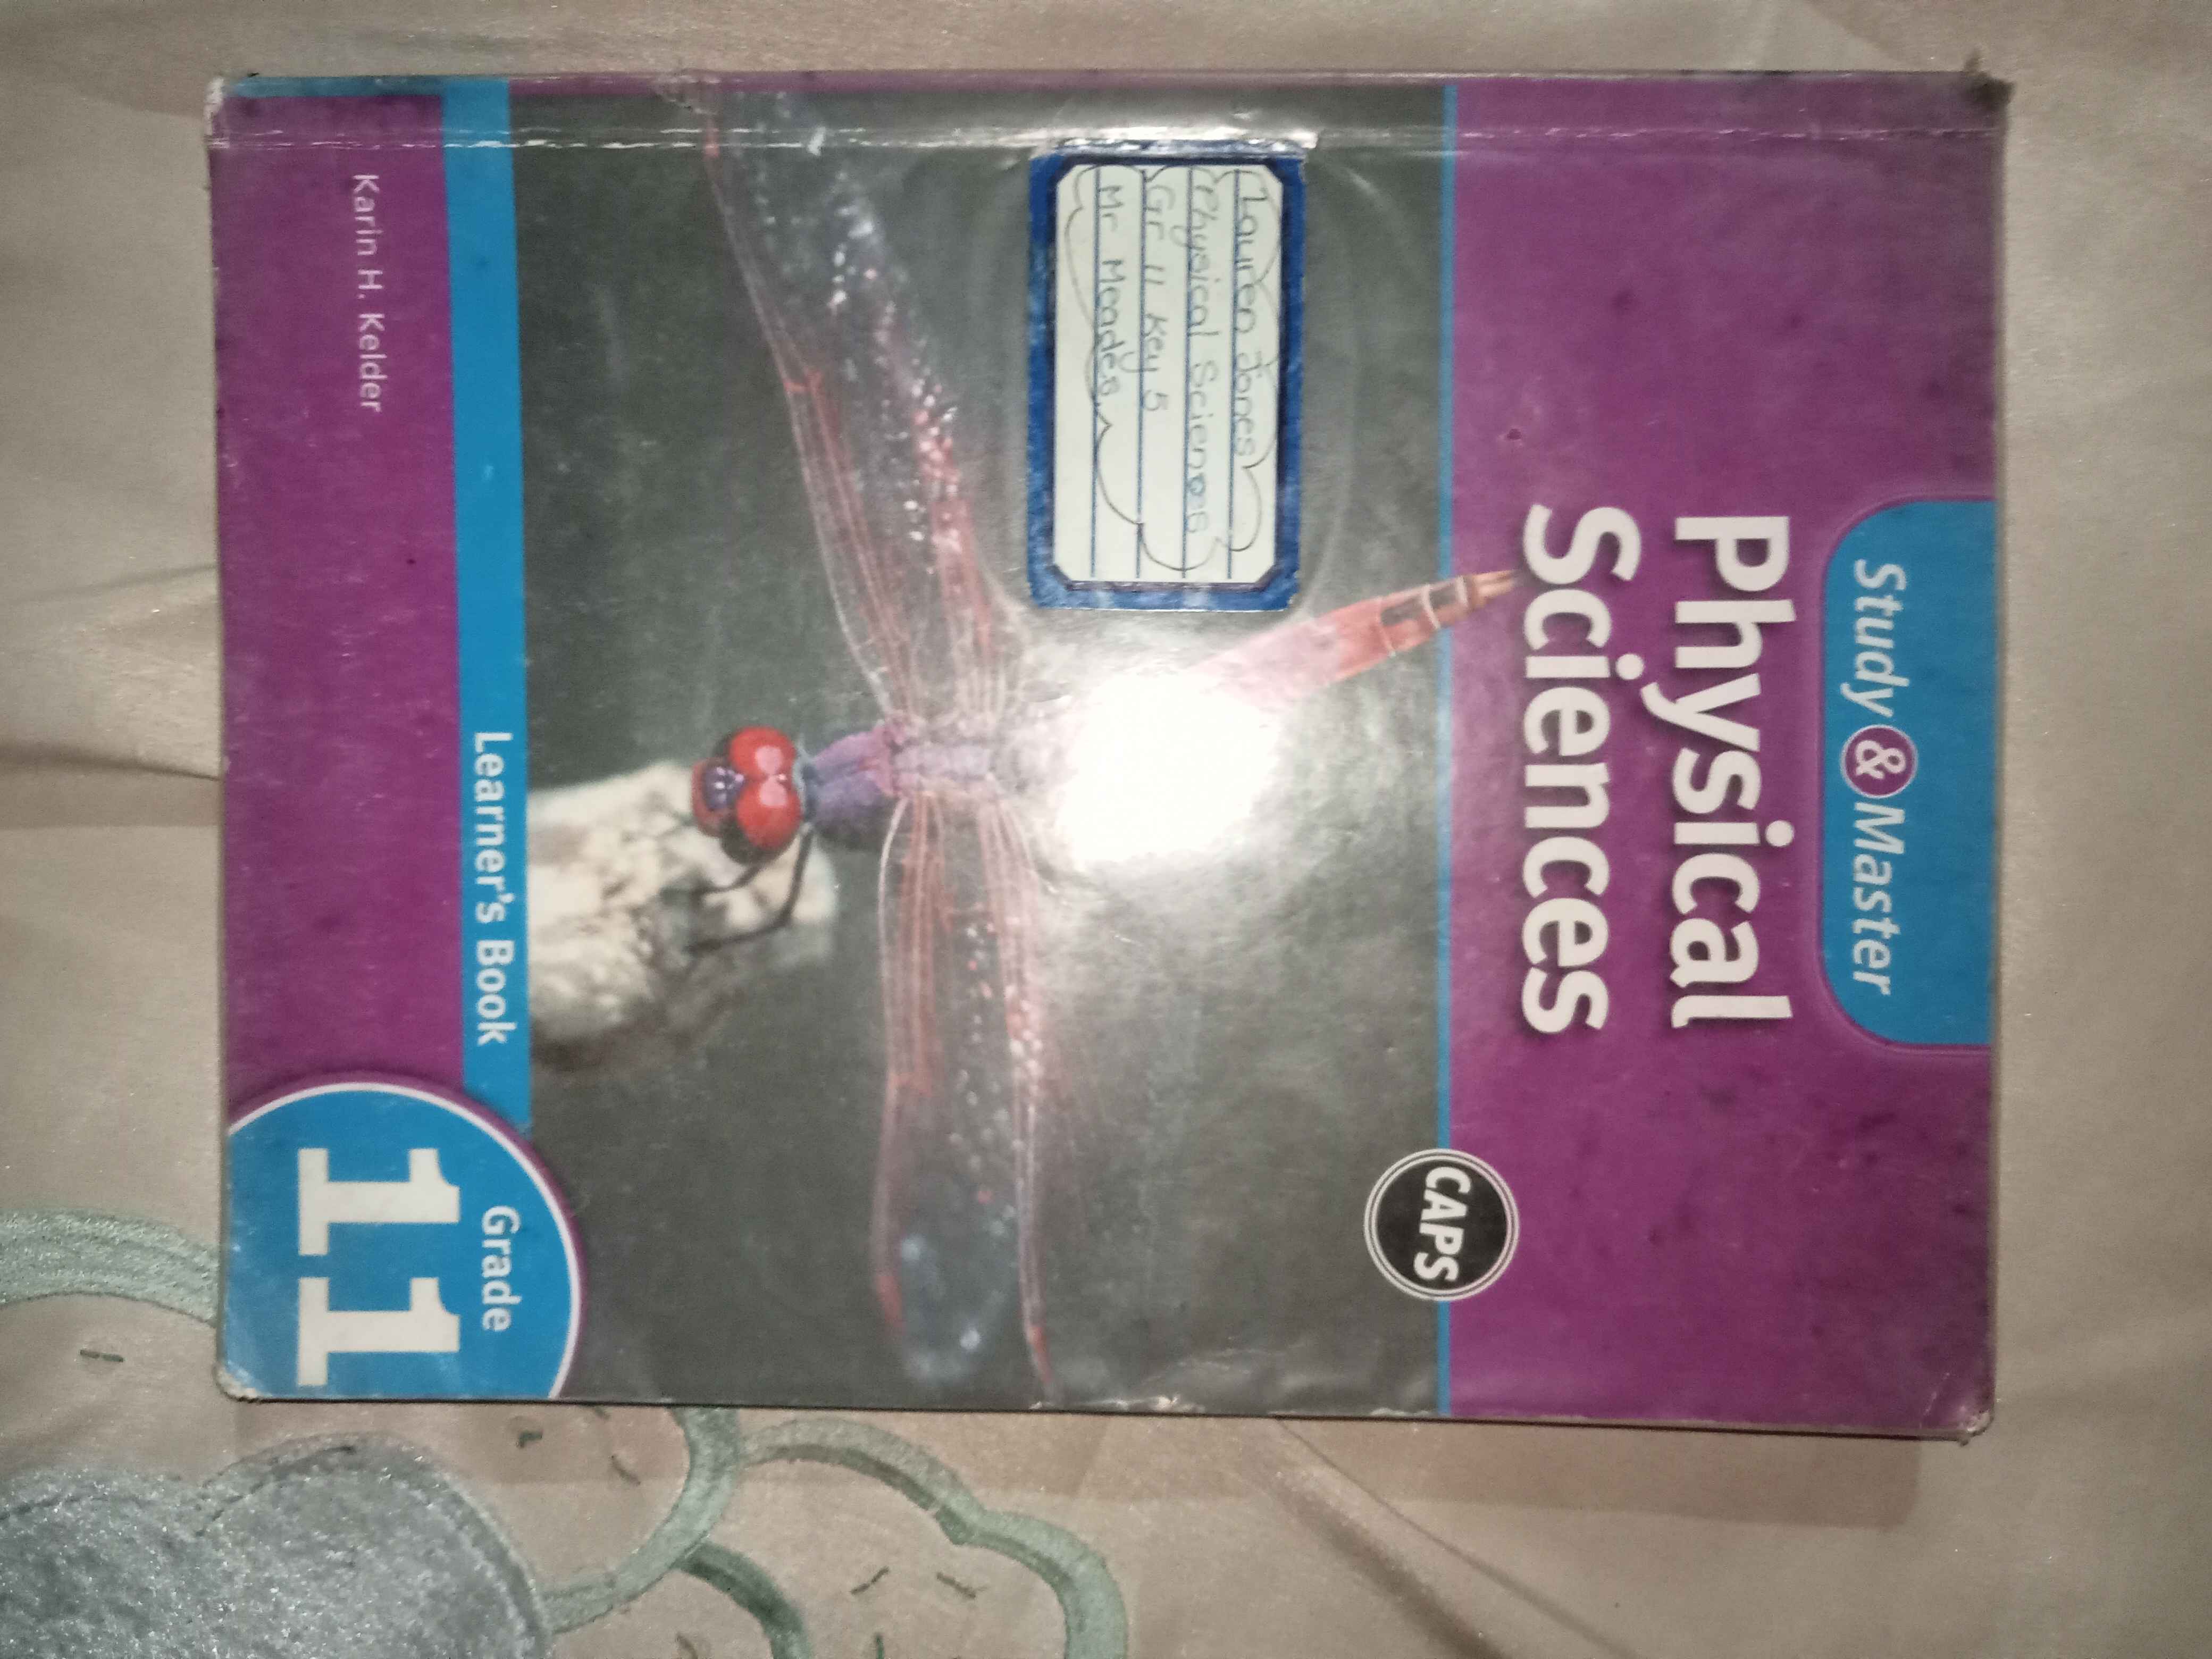 Study & Master
Physical
Sciences
CAPS
Lauren Jones
Physical Sciences
Gr 11 Key 5
Mr Meades
Learner's Book
Grade
11
Karin H. Kelder